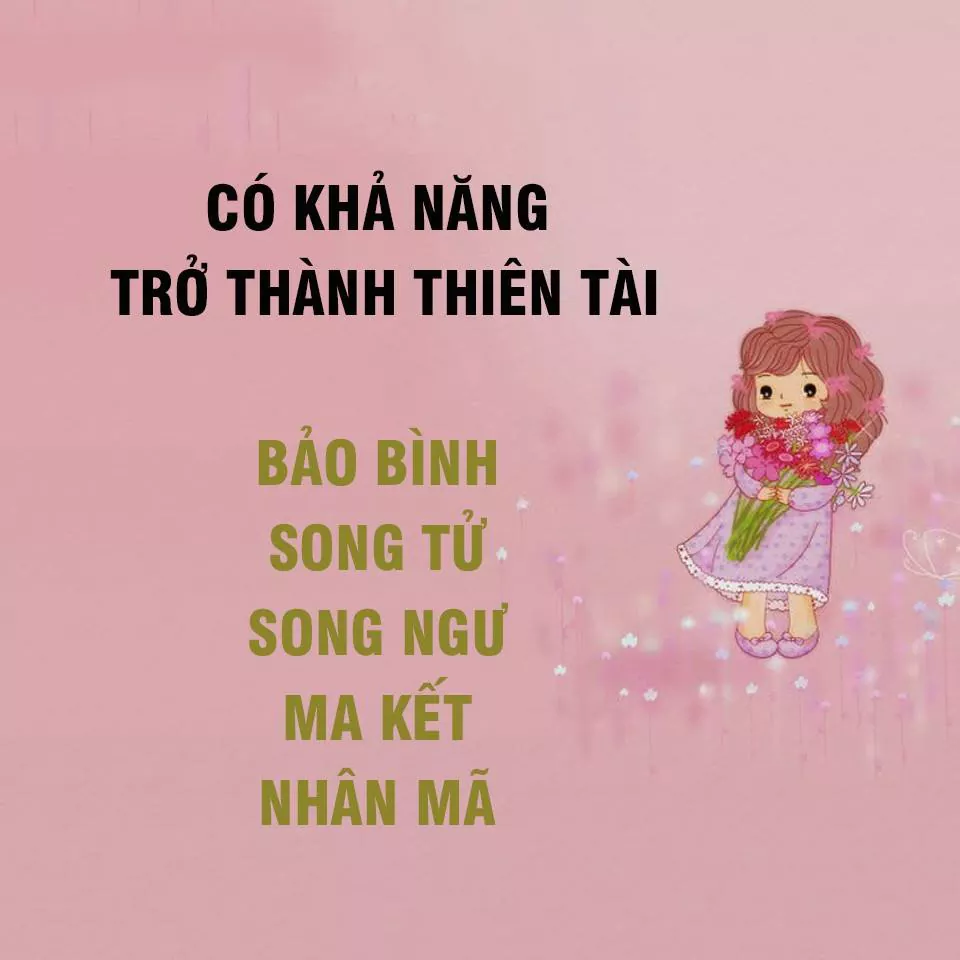 CÓ KHẢ NĂNG
TRỞ THÀNH THIÊN TÀI
BẢO BÌNH
SONG TỬ
SONG NGƯ
MA KẾT
NHÂN MÃ